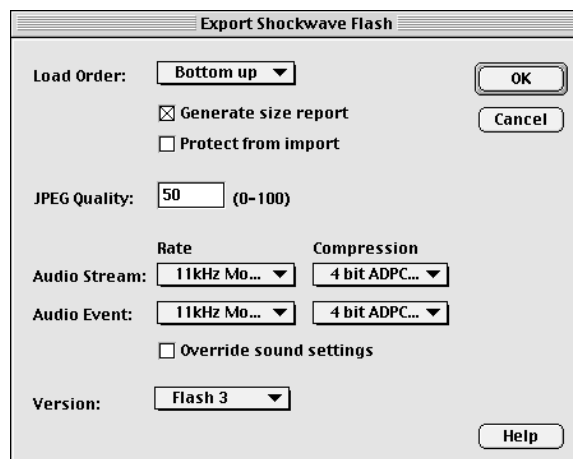 Export Shockwave Flash
Load Order: Bottom up
OK
Generate size report
Cancel
Protect from import
JPEG Quality: 50 (0-100)
Rate Compression
Audio Stream: 11kHz Mo... 4 bit ADPC...
Audio Event: 11kHz Mo... 4 bit ADPC...
Override sound settings
Version: Flash 3
Help